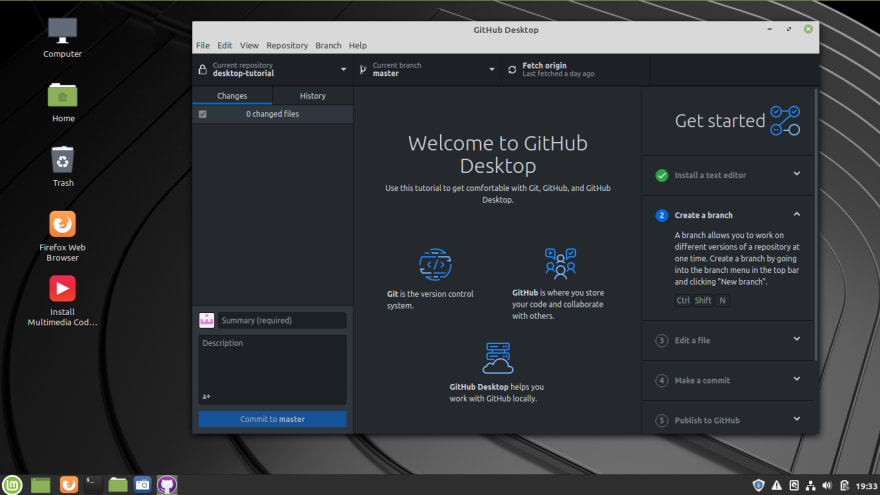 GitHub Desktop
File Edit View Repository Branch Help
Current repository
desktop-tutorial
Current branch
master
Fetch origin
Last fetched a day ago
Changes
History
0 changed files
Summary (required)
Description
Commit to master
Welcome to GitHub
Desktop
Use this tutorial to get comfortable with Git, GitHub, and GitHub
Desktop.
Git is the version control
system.
GitHub is where you store
your code and collaborate
with others.
GitHub Desktop helps you
work with GitHub locally.
Get started
Install a text editor
2 Create a branch
A branch allows you to work on
different versions of a repository at
one time. Create a branch by going
into the branch menu in the top bar
and clicking "New branch".
Ctrl Shift N
3 Edit a file
4 Make a commit
5 Publish to GitHub
Computer
Home
Trash
Firefox Web
Browser
Install
Multimedia Cod...
19:33